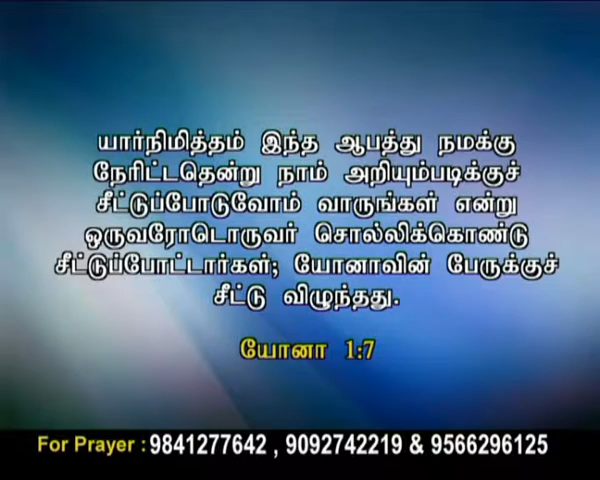 யார்நிமித்தம் இந்த ஆபத்து நமக்கு
நேரிட்டதென்று நாம் அறியும்படிக்குச்
சீட்டுப்போடுவோம் வாருங்கள் என்று
ஒருவரோடொருவர் சொல்லிக்கொண்டு
சீட்டுப்போட்டார்கள்; யோனாவின் பேருக்குச்
சீட்டு விழுந்தது.
யோனா 1:7
For Prayer : 9841277642 , 9092742219 & 9566296125